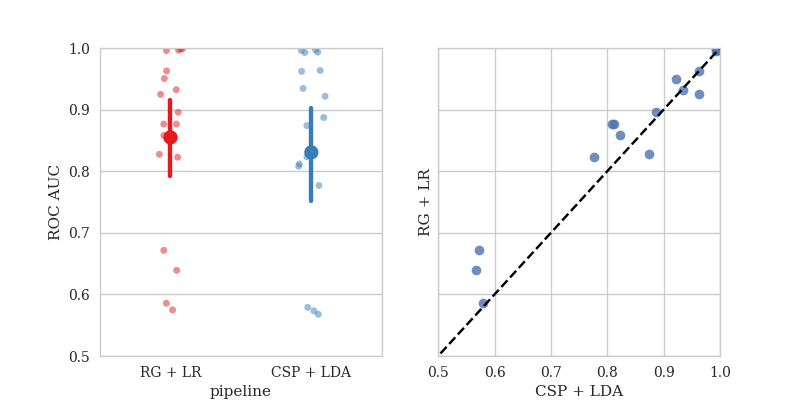 ROC AUC
1.0
0.9
0.8
0.7
0.6
0.5
RG + LR
CSP + LDA
pipeline
RG + LR
0.5
0.6
0.7
0.8
0.9
1.0
CSP + LDA